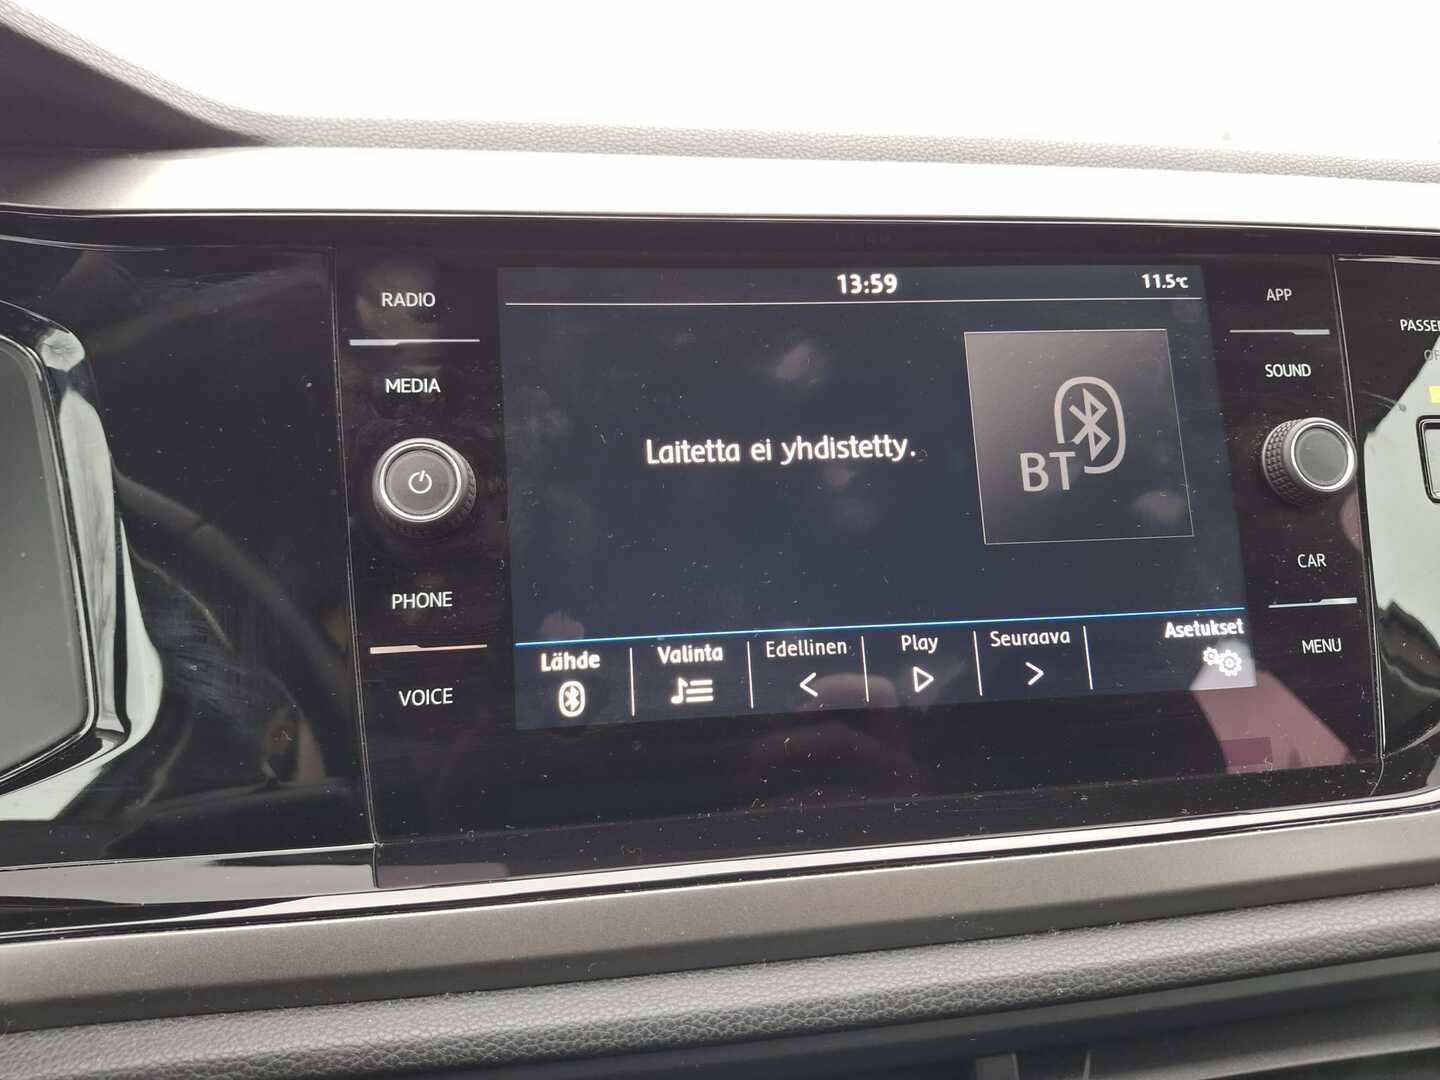 RADIO
MEDIA
PHONE
VOICE
13:59
11.5°C
Laitetta ei yhdistetty.
BT
Lähde
Valinta
Edellinen
Play
Seuraava
Asetukset
APP
SOUND
CAR
MENU